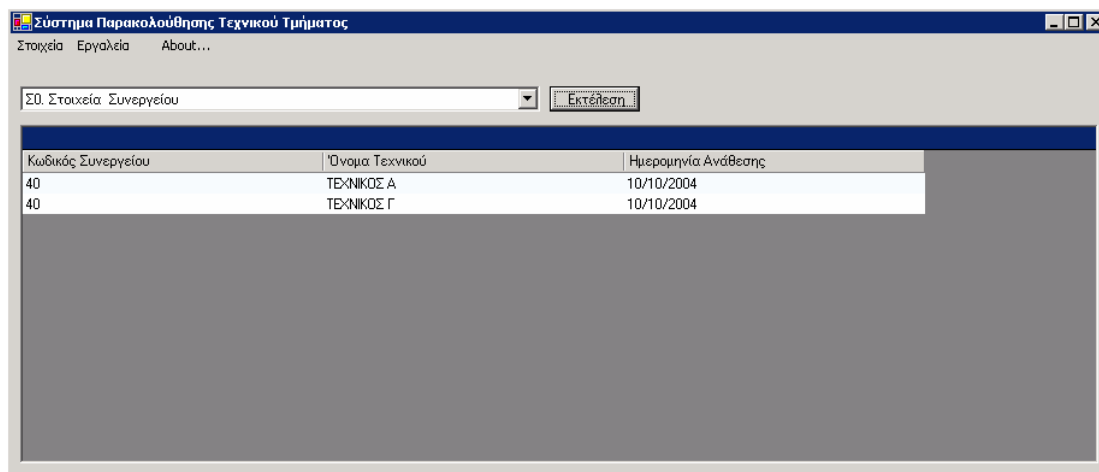 Σύστημα Παρακολούθησης Τεχνικού Τμήματος
Στοιχεία Εργαλεία About...
Σ0. Στοιχεία Συνεργείου Εκτέλεση
Κωδικός Συνεργείου Όνομα Τεχνικού Ημερομηνία Ανάθεσης
40 ΤΕΧΝΙΚΟΣ Α 10/10/2004
40 ΤΕΧΝΙΚΟΣ Γ 10/10/2004